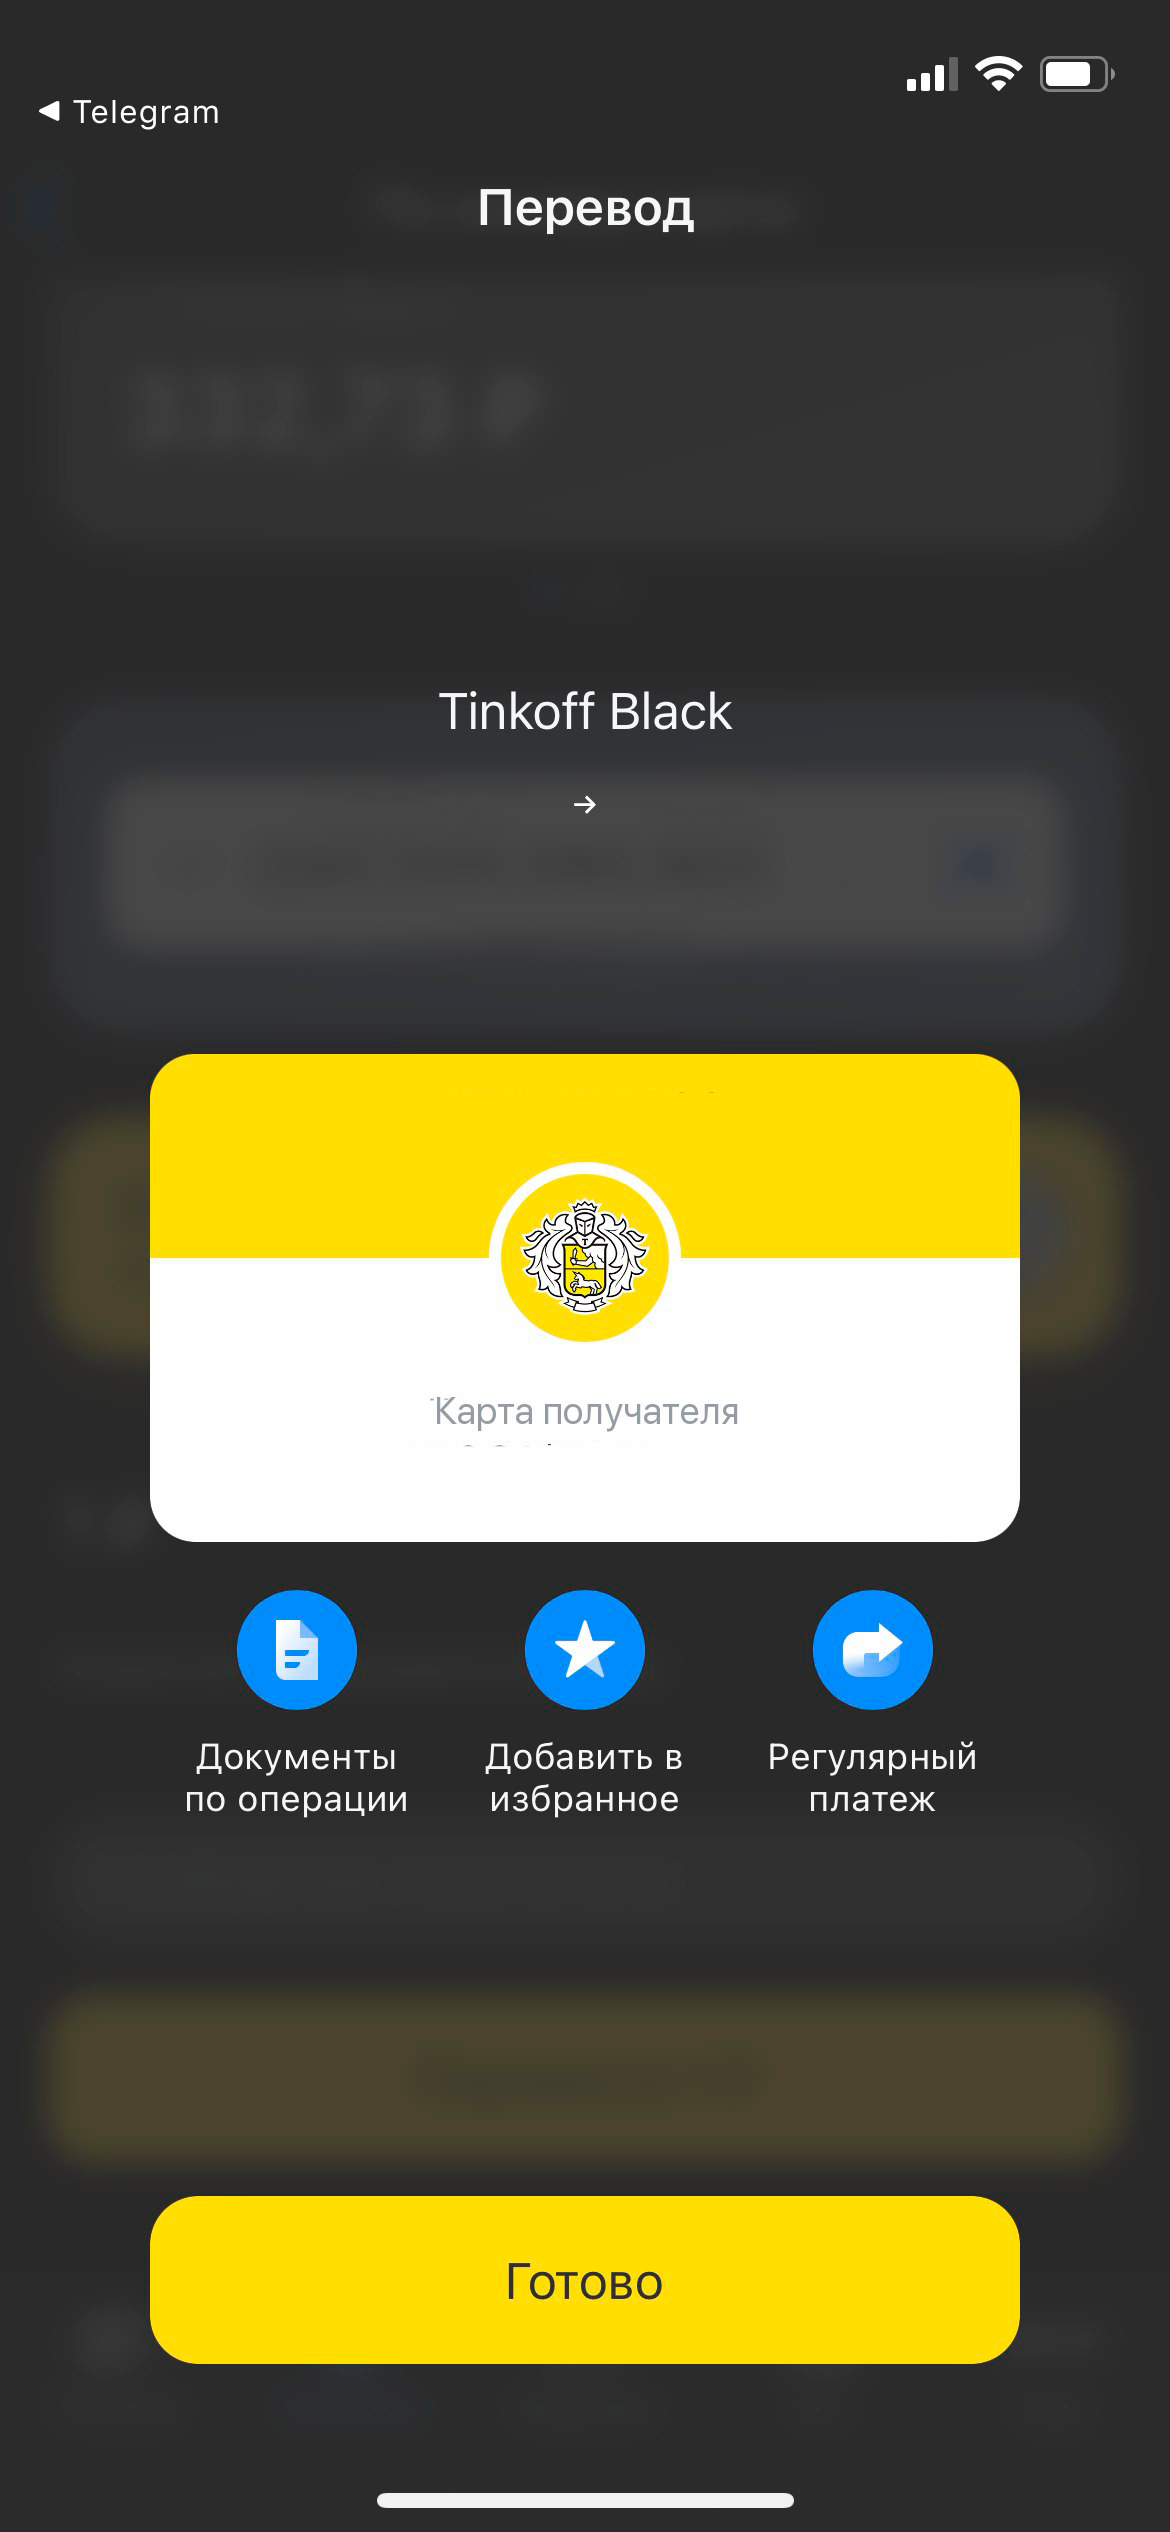 Telegram
Перевод
Tinkoff Black
→
Карта получателя
Документы
по операции
Добавить в
избранное
Регулярный
платеж
Готово